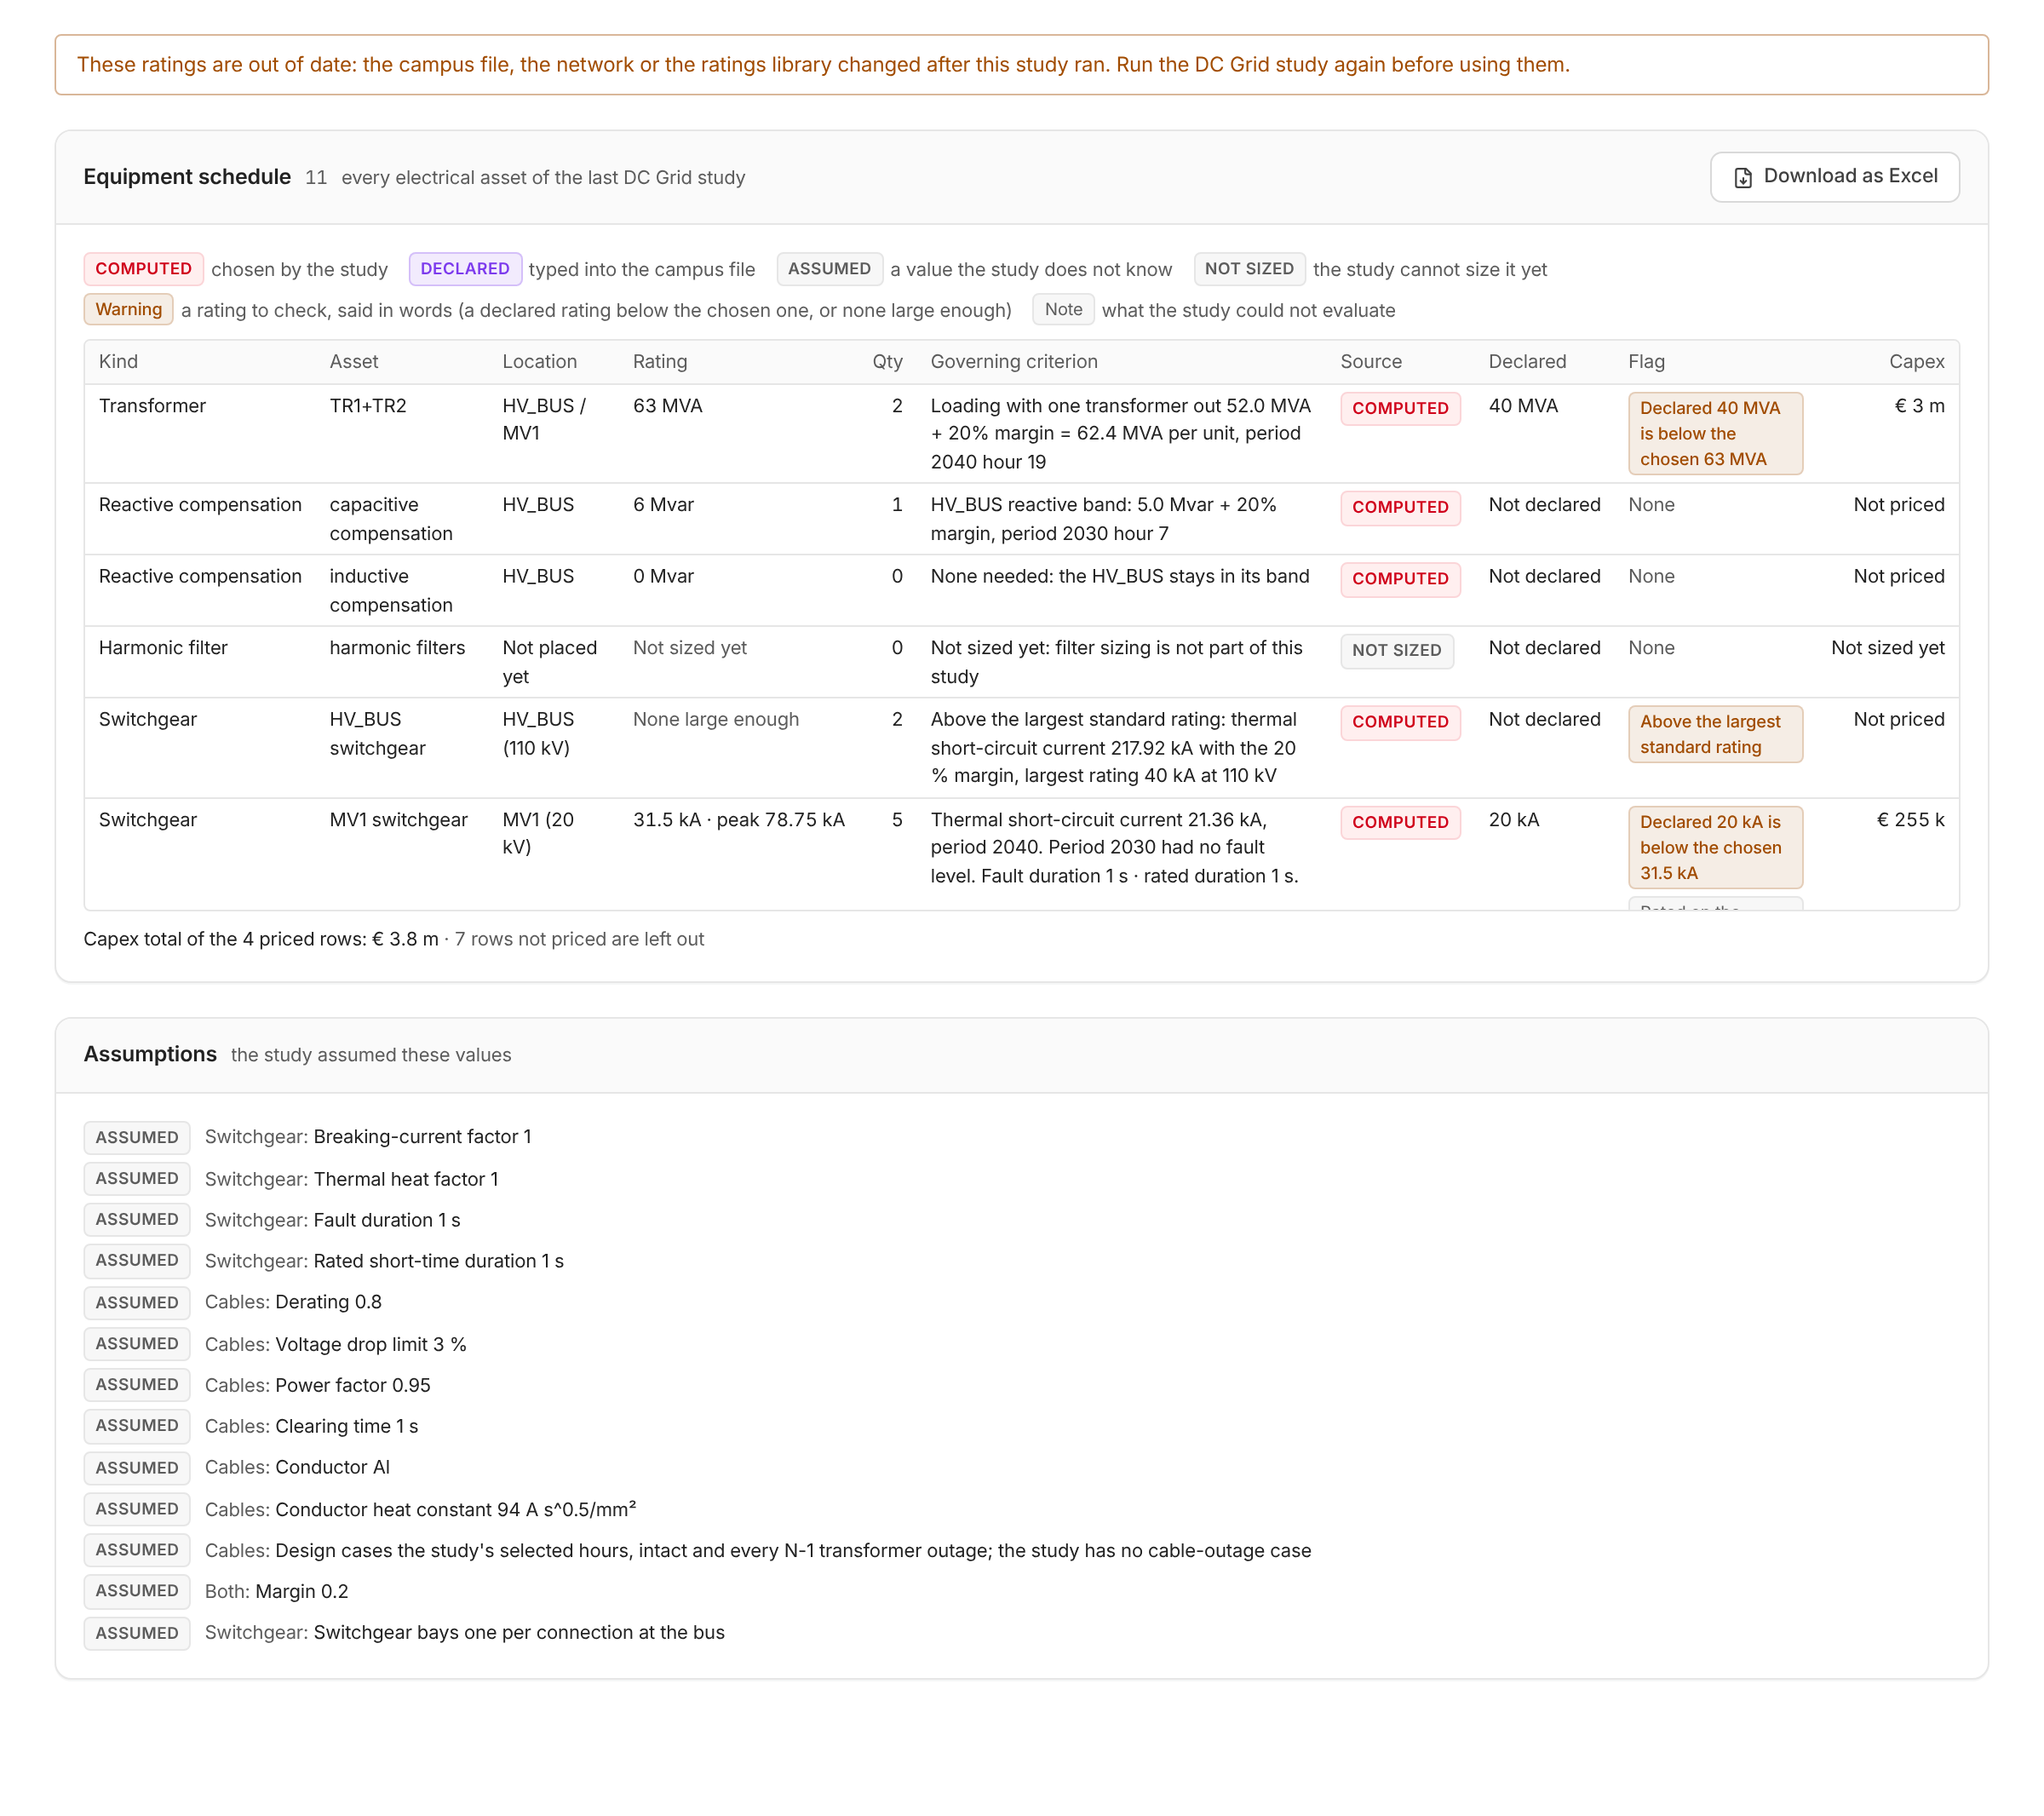 These ratings are out of date: the campus file, the network or the ratings library changed after this study ran. Run the DC Grid study again before using them.
Equipment schedule 11 every electrical asset of the last DC Grid study
Download as Excel
COMPUTED chosen by the study DECLARED typed into the campus file ASSUMED a value the study does not know NOT SIZED the study cannot size it yet
Warning a rating to check, said in words (a declared rating below the chosen one, or none large enough) Note what the study could not evaluate
Kind Asset Location Rating Qty Governing criterion Source Declared Flag Capex
Transformer TR1+TR2 HV_BUS / 63 MVA 2 Loading with one transformer out 52.0 MVA COMPUTED 40 MVA Declared 40 MVA € 3 m
MV1 + 20% margin = 62.4 MVA per unit, period is below the
2040 hour 19 chosen 63 MVA
Reactive compensation capacitive HV_BUS 6 Mvar 1 HV_BUS reactive band: 5.0 Mvar + 20% COMPUTED Not declared None Not priced
compensation margin, period 2030 hour 7
Reactive compensation inductive HV_BUS 0 Mvar 0 None needed: the HV_BUS stays in its band COMPUTED Not declared None Not priced
compensation
Harmonic filter harmonic filters Not placed Not sized yet 0 Not sized yet: filter sizing is not part of this NOT SIZED Not declared None Not sized yet
yet study
Switchgear HV_BUS HV_BUS None large enough 2 Above the largest standard rating: thermal COMPUTED Not declared Above the largest Not priced
switchgear (110 kV) short-circuit current 217.92 kA with the 20 standard rating
% margin, largest rating 40 kA at 110 kV
Switchgear MV1 switchgear MV1 (20 31.5 kA · peak 78.75 kA 5 Thermal short-circuit current 21.36 kA, COMPUTED 20 kA Declared 20 kA is € 255 k
kV) period 2040. Period 2030 had no fault below the chosen
level. Fault duration 1 s · rated duration 1 s. 31.5 kA
Capex total of the 4 priced rows: € 3.8 m · 7 rows not priced are left out
Assumptions the study assumed these values
ASSUMED Switchgear: Breaking-current factor 1
ASSUMED Switchgear: Thermal heat factor 1
ASSUMED Switchgear: Fault duration 1 s
ASSUMED Switchgear: Rated short-time duration 1 s
ASSUMED Cables: Derating 0.8
ASSUMED Cables: Voltage drop limit 3 %
ASSUMED Cables: Power factor 0.95
ASSUMED Cables: Clearing time 1 s
ASSUMED Cables: Conductor Al
ASSUMED Cables: Conductor heat constant 94 A s^0.5/mm²
ASSUMED Cables: Design cases the study's selected hours, intact and every N-1 transformer outage; the study has no cable-outage case
ASSUMED Both: Margin 0.2
ASSUMED Switchgear: Switchgear bays one per connection at the bus